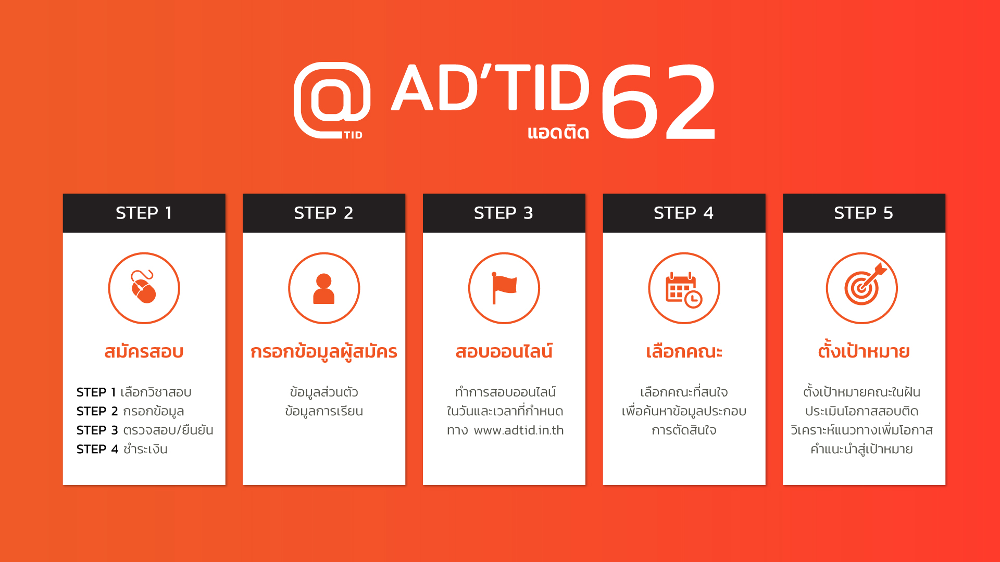 @ TID
AD'TID 62
แอดติด
STEP 1
สมัครสอบ
STEP 1 เลือกวิชาสอบ
STEP 2 กรอกข้อมูล
STEP 3 ตรวจสอบ/ยืนยัน
STEP 4 ชำระเงิน
STEP 2
กรอกข้อมูลผู้สมัคร
ข้อมูลส่วนตัว
ข้อมูลการเรียน
STEP 3
สอบออนไลน์
ทำการสอบออนไลน์
ในวันและเวลาที่กำหนด
ทาง www.adtid.in.th
STEP 4
เลือกคณะ
เลือกคณะที่สนใจ
เพื่อค้นหาข้อมูลประกอบ
การตัดสินใจ
STEP 5
ตั้งเป้าหมาย
ตั้งเป้าหมายคณะในฝัน
ประเมินโอกาสสอบติด
วิเคราะห์แนวทางเพิ่มโอกาส
คำแนะนำสู่เป้าหมาย